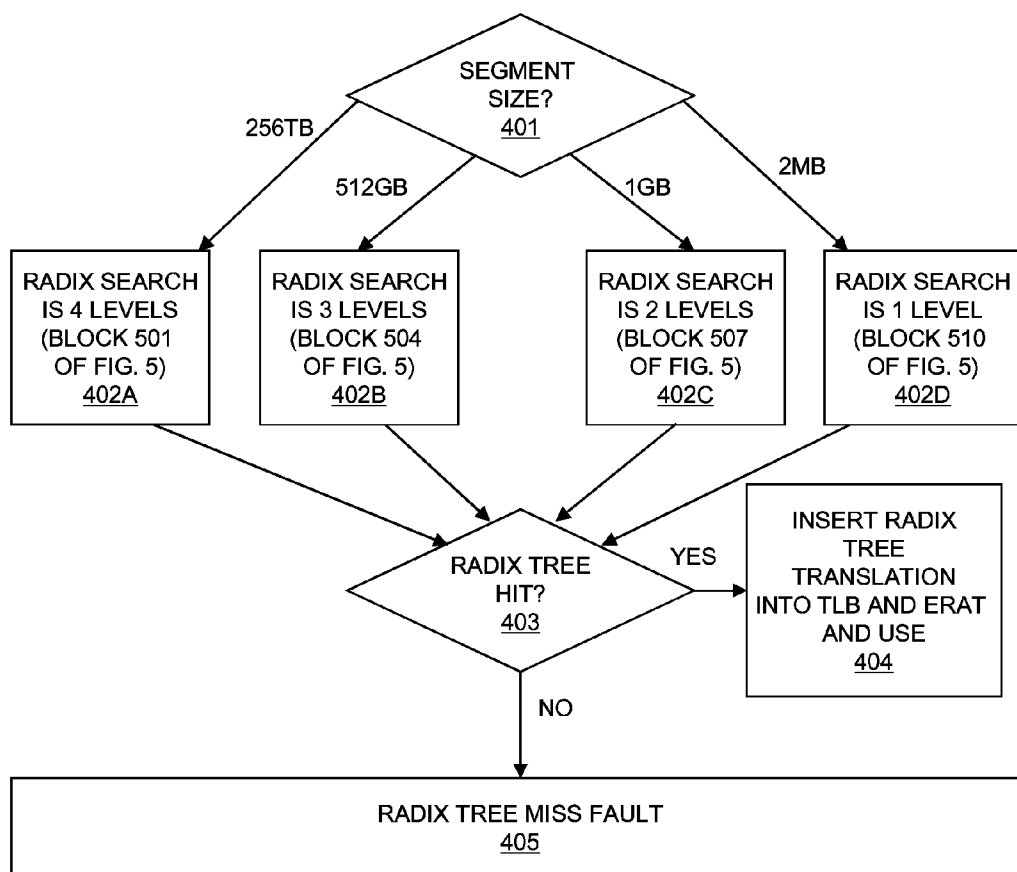 SEGMENT
SIZE?
401
256TB
512GB
1GB
2MB
RADIX SEARCH
IS 4 LEVELS
(BLOCK 501
OF FIG. 5)
402A
RADIX SEARCH
IS 3 LEVELS
(BLOCK 504
OF FIG. 5)
402B
RADIX SEARCH
IS 2 LEVELS
(BLOCK 507
OF FIG. 5)
402C
RADIX SEARCH
IS 1 LEVEL
(BLOCK 510
OF FIG. 5)
402D
RADIX TREE
HIT?
403
YES
INSERT RADIX
TREE
TRANSLATION
INTO TLB AND ERAT
AND USE
404
NO
RADIX TREE MISS FAULT
405